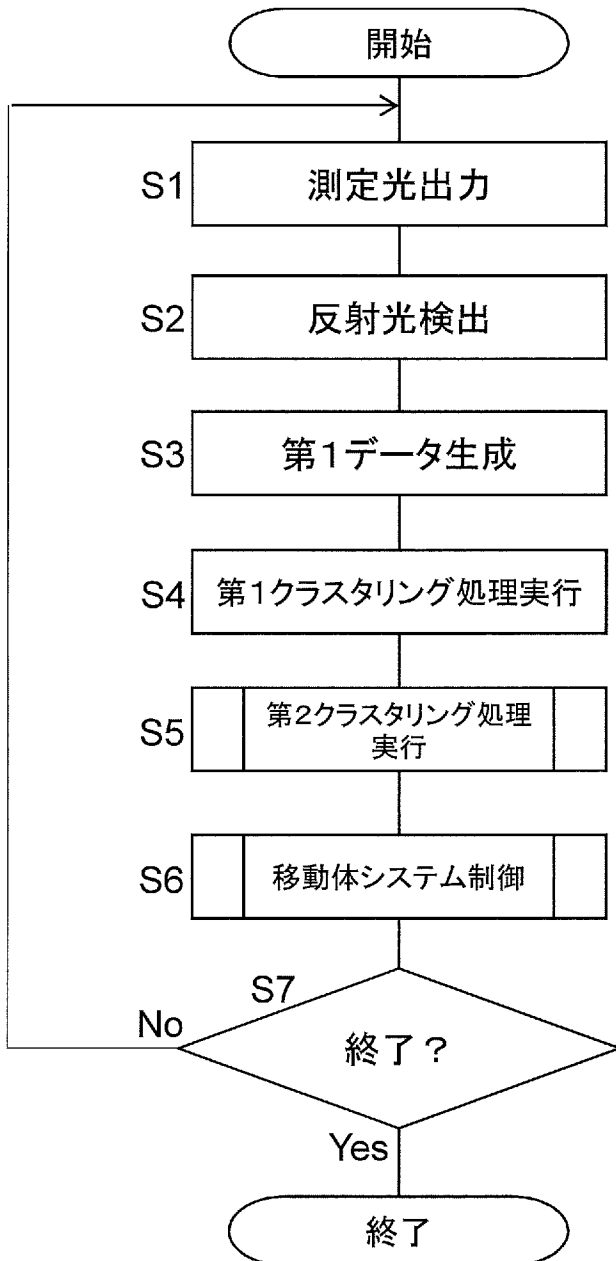 開始
S1
測定光出力
S2
反射光検出
S3
第1データ生成
S4
第1クラスタリング処理実行
S5
第2クラスタリング処理
実行
S6
移動体システム制御
S7
No
終了?
Yes
終了